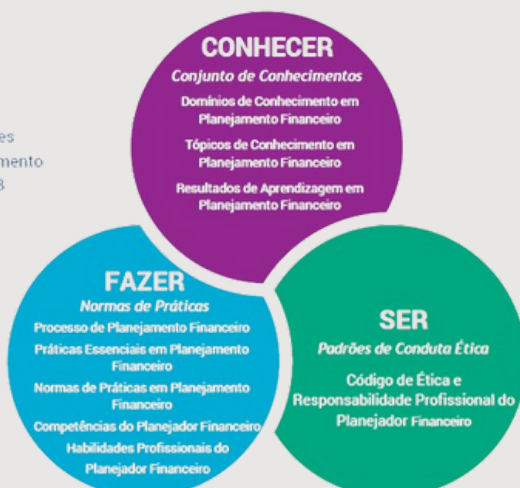 CONHECER
Conjunto de Conhecimentos
Domínios de Conhecimento em
Planejamento Financeiro
Tópicos de Conhecimento em
Planejamento Financeiro
Resultados de Aprendizagem em
Planejamento Financeiro
FAZER
Normas de Práticas
Processo de Planejamento Financeiro
Práticas Essenciais em Planejamento
Financeiro
Normas de Práticas em Planejamento
Financeiro
Competências do Planejador Financeiro
Habilidades Profissionais do
Planejador Financeiro
SER
Padrões de Conduta Ética
Código de Ética e
Responsabilidade Profissional do
Planejador Financeiro